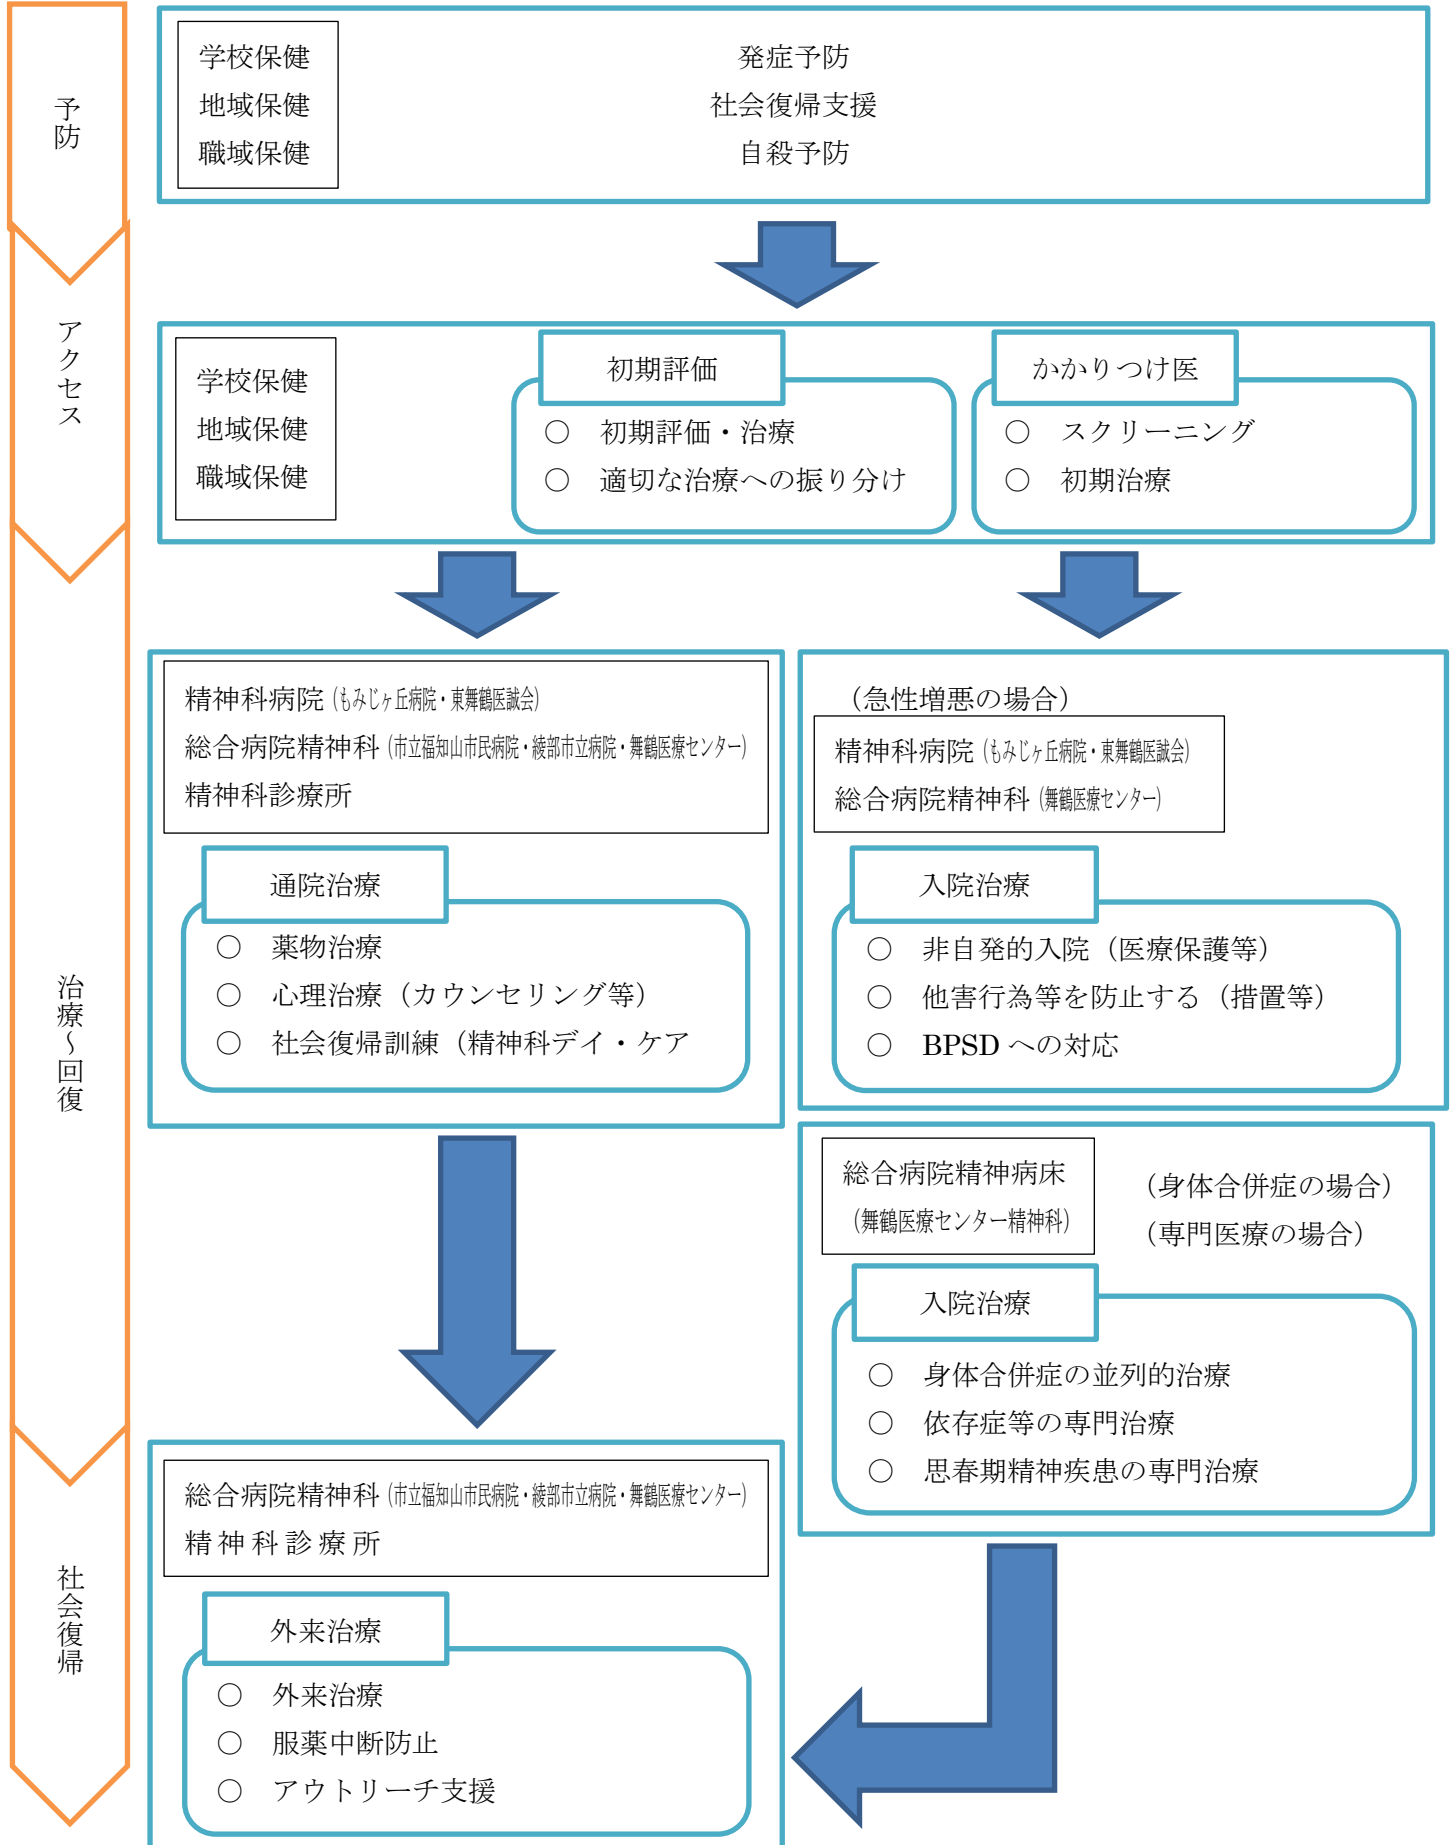 予防
学校保健
地域保健
職域保健
発症予防
社会復帰支援
自殺予防
アクセス
学校保健
地域保健
職域保健
初期評価
○ 初期評価・治療
○ 適切な治療への振り分け
かかりつけ医
○ スクリーニング
○ 初期治療
治療～回復
精神科病院(もみじヶ丘病院・東舞鶴医誠会)
総合病院精神科(市立福知山市民病院・綾部市立病院・舞鶴医療センター)
精神科診療所
通院治療
○ 薬物治療
○ 心理治療（カウンセリング等）
○ 社会復帰訓練（精神科デイ・ケア
（急性増悪の場合）
精神科病院(もみじヶ丘病院・東舞鶴医誠会)
総合病院精神科(舞鶴医療センター)
入院治療
○ 非自発的入院（医療保護等）
○ 他害行為等を防止する（措置等）
○ BPSD への対応
総合病院精神病床
(舞鶴医療センター精神科)
（身体合併症の場合）
（専門医療の場合）
入院治療
○ 身体合併症の並列的治療
○ 依存症等の専門治療
○ 思春期精神疾患の専門治療
社会復帰
総合病院精神科(市立福知山市民病院・綾部市立病院・舞鶴医療センター)
精神科診療所
外来治療
○ 外来治療
○ 服薬中断防止
○ アウトリーチ支援